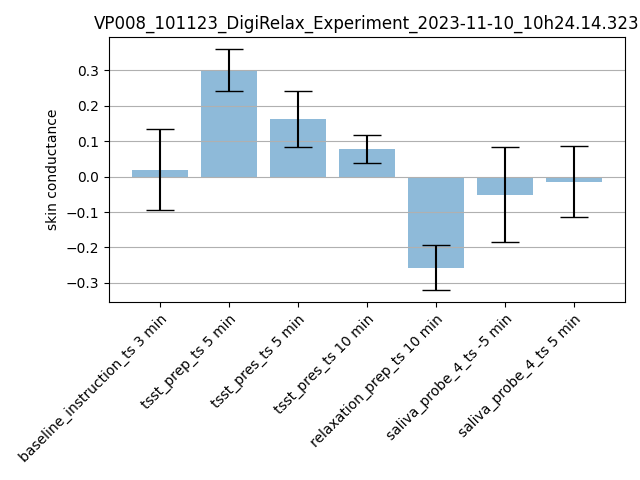 VP008_101123_DigiRelax_Experiment_2023-11-10_10h24.14.323
skin conductance
0.3
0.2
0.1
0.0
−0.1
−0.2
−0.3
baseline_instruction_ts 3 min
tsst_prep_ts 5 min
tsst_pres_ts 5 min
tsst_pres_ts 10 min
relaxation_prep_ts 10 min
saliva_probe_4_ts -5 min
saliva_probe_4_ts 5 min